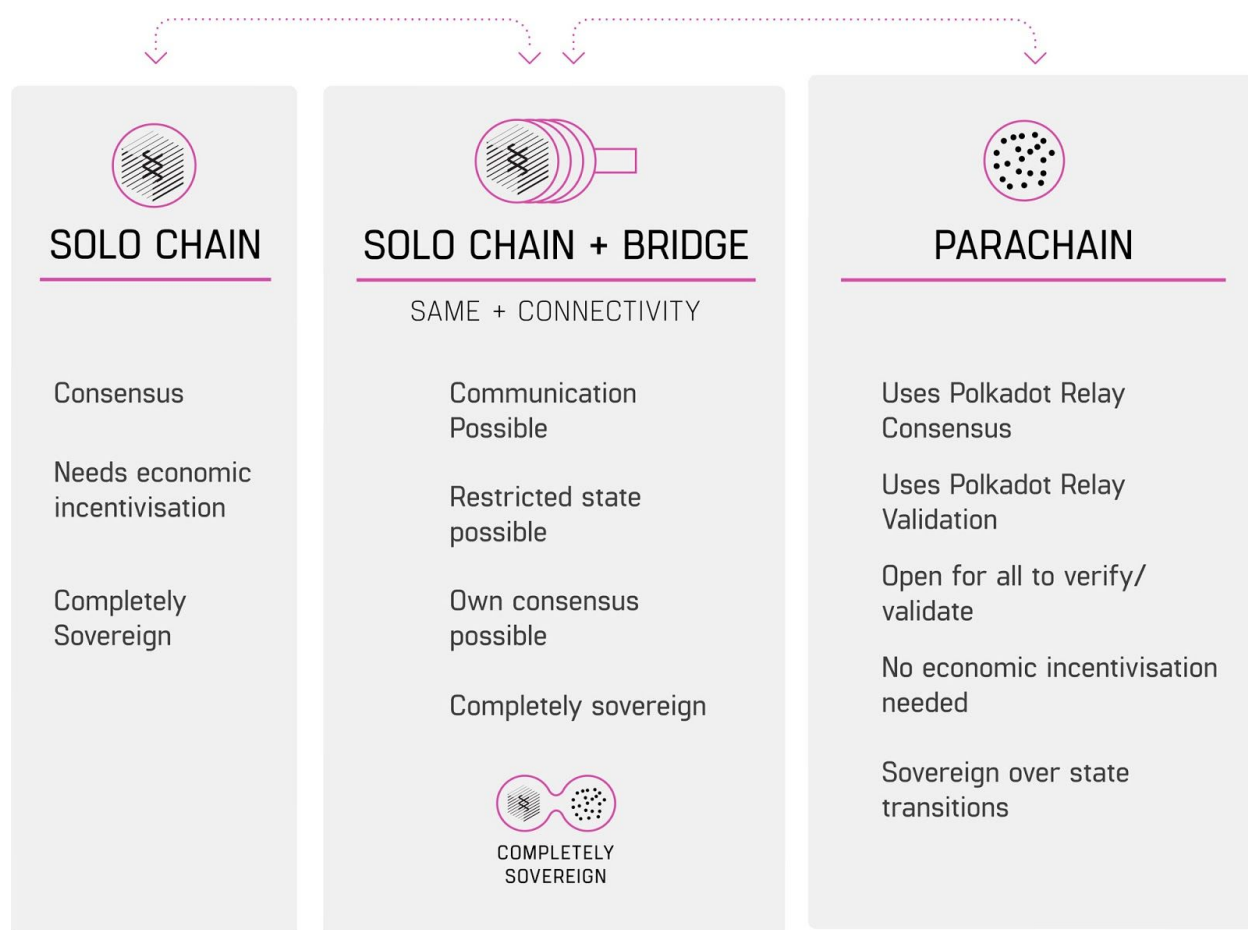 SOLO CHAIN
Consensus
Needs economic
incentivisation
Completely
Sovereign
SOLO CHAIN + BRIDGE
SAME + CONNECTIVITY
Communication
Possible
Restricted state
possible
Own consensus
possible
Completely sovereign
COMPLETELY
SOVEREIGN
PARACHAIN
Uses Polkadot Relay
Consensus
Uses Polkadot Relay
Validation
Open for all to verify/
validate
No economic incentivisation
needed
Sovereign over state
transitions